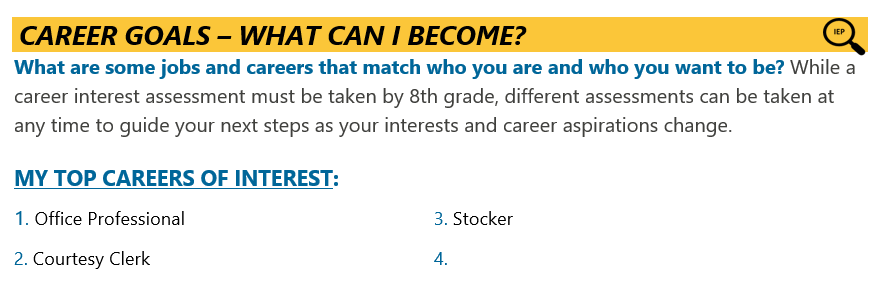 CAREER GOALS – WHAT CAN I BECOME?
IEP
What are some jobs and careers that match who you are and who you want to be? While a
career interest assessment must be taken by 8th grade, different assessments can be taken at
any time to guide your next steps as your interests and career aspirations change.
MY TOP CAREERS OF INTEREST:
1. Office Professional
2. Courtesy Clerk
3. Stocker
4.